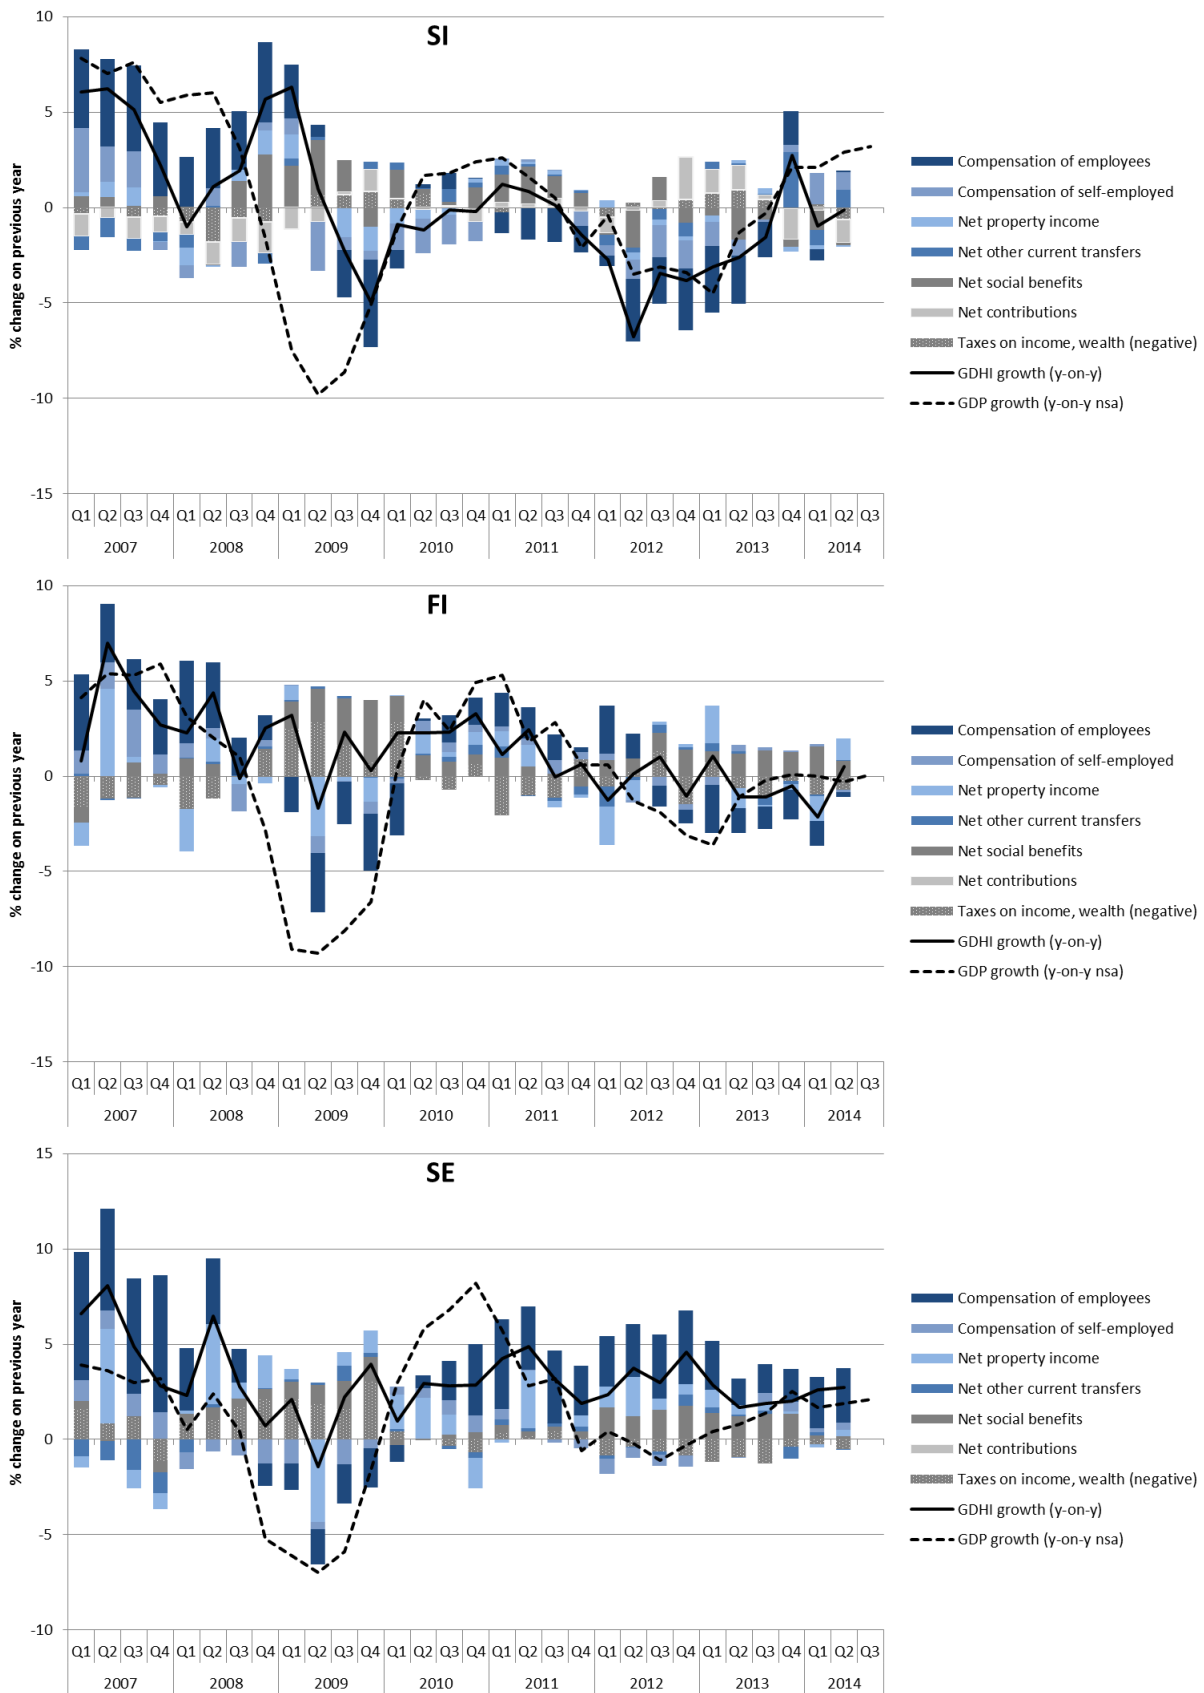 SI
% change on previous year
10
5
0
-5
-10
-15
Q1 Q2 Q3 Q4 Q1 Q2 Q3 Q4 Q1 Q2 Q3 Q4 Q1 Q2 Q3 Q4 Q1 Q2 Q3 Q4 Q1 Q2 Q3 Q4 Q1 Q2 Q3 Q4 Q1 Q2 Q3
2007 2008 2009 2010 2011 2012 2013 2014
Compensation of employees
Compensation of self-employed
Net property income
Net other current transfers
Net social benefits
Net contributions
Taxes on income, wealth (negative)
GDHI growth (y-on-y)
GDP growth (y-on-y nsa)
FI
% change on previous year
10
5
0
-5
-10
-15
Q1 Q2 Q3 Q4 Q1 Q2 Q3 Q4 Q1 Q2 Q3 Q4 Q1 Q2 Q3 Q4 Q1 Q2 Q3 Q4 Q1 Q2 Q3 Q4 Q1 Q2 Q3 Q4 Q1 Q2 Q3
2007 2008 2009 2010 2011 2012 2013 2014
Compensation of employees
Compensation of self-employed
Net property income
Net other current transfers
Net social benefits
Net contributions
Taxes on income, wealth (negative)
GDHI growth (y-on-y)
GDP growth (y-on-y nsa)
SE
% change on previous year
15
10
5
0
-5
-10
Q1 Q2 Q3 Q4 Q1 Q2 Q3 Q4 Q1 Q2 Q3 Q4 Q1 Q2 Q3 Q4 Q1 Q2 Q3 Q4 Q1 Q2 Q3 Q4 Q1 Q2 Q3 Q4 Q1 Q2 Q3
2007 2008 2009 2010 2011 2012 2013 2014
Compensation of employees
Compensation of self-employed
Net property income
Net other current transfers
Net social benefits
Net contributions
Taxes on income, wealth (negative)
GDHI growth (y-on-y)
GDP growth (y-on-y nsa)